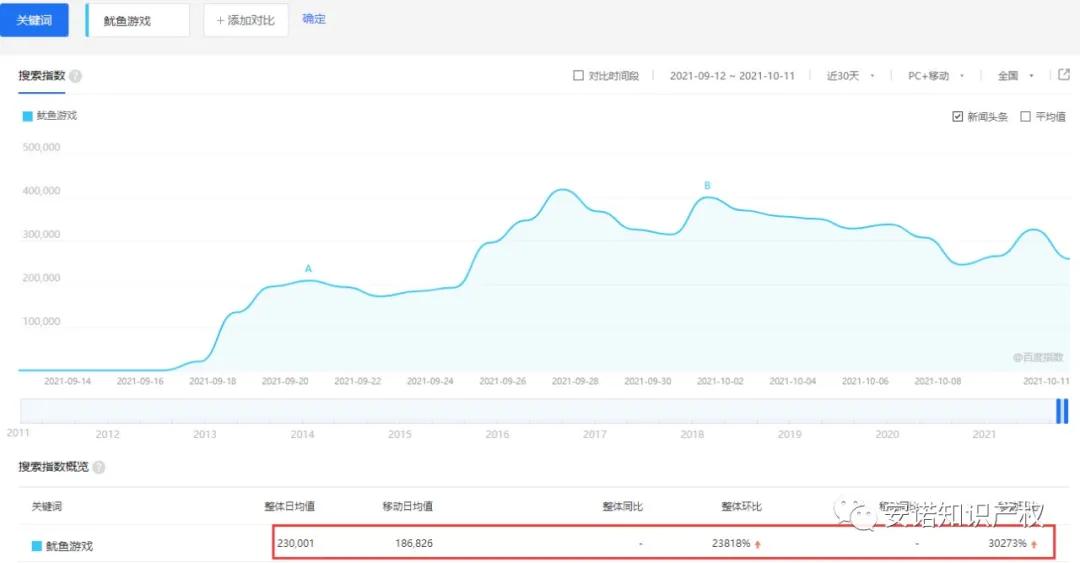 关键词 鱿鱼游戏 +添加对比 确定
搜索指数 ? 对比时间段 2021-09-12 ~ 2021-10-11 近30天 PC+移动 全国
鱿鱼游戏 新闻头条 平均值
500,000
400,000
B
300,000
A
200,000
100,000
@百度指数
2021-09-14 2021-09-16 2021-09-18 2021-09-20 2021-09-22 2021-09-24 2021-09-26 2021-09-28 2021-09-30 2021-10-02 2021-10-04 2021-10-06 2021-10-08 2021-10-11
2011 2012 2013 2014 2015 2016 2017 2018 2019 2020 2021
搜索指数概览 ?
关键词 整体日均值 移动日均值 整体同比 整体环比
安诺知识产权
鱿鱼游戏 230,001 186,826 - 23818% - 30273%